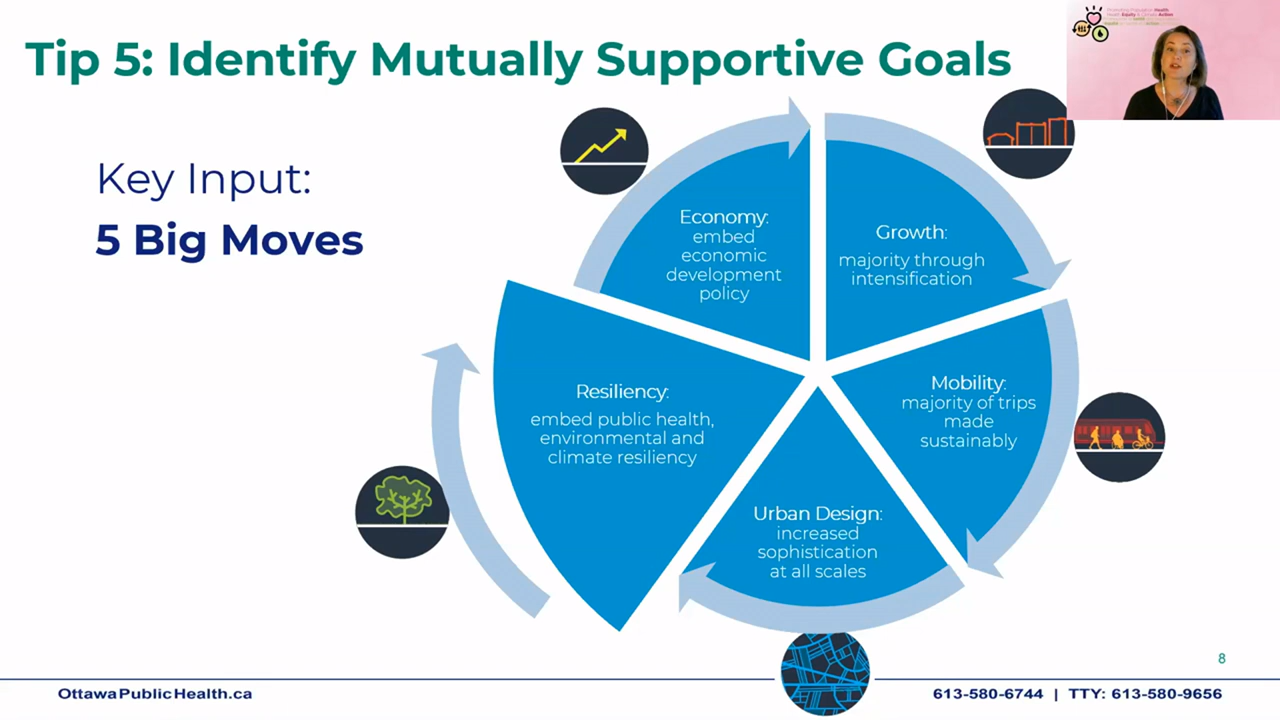 Tip 5: Identify Mutually Supportive Goals
Key Input:
5 Big Moves
Economy:
embed
economic
development
policy
Growth:
majority through
intensification
Mobility:
majority of trips
made
sustainably
Urban Design:
increased
sophistication
at all scales
Resiliency:
embed public health,
environmental and
climate resiliency
8
OttawaPublicHealth.ca
613-580-6744 | TTY: 613-580-9656